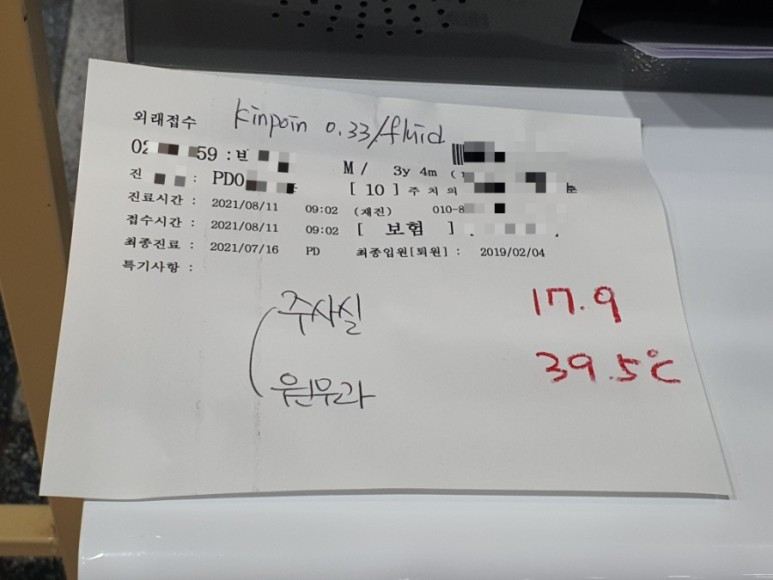 외래접수 kinpoin 0.33/fluid
59 :
M / 3y 4m (
진 : PD0 [ 10 ] 주치의
진료시간 : 2021/08/11 09:02 (재진) 010-8
접수시간 : 2021/08/11 09:02 [ 보험 ]
최종진료 : 2021/07/16 PD 최종입원[퇴원] : 2019/02/04
특기사항 :
주사실 17.9
원무과 39.5℃